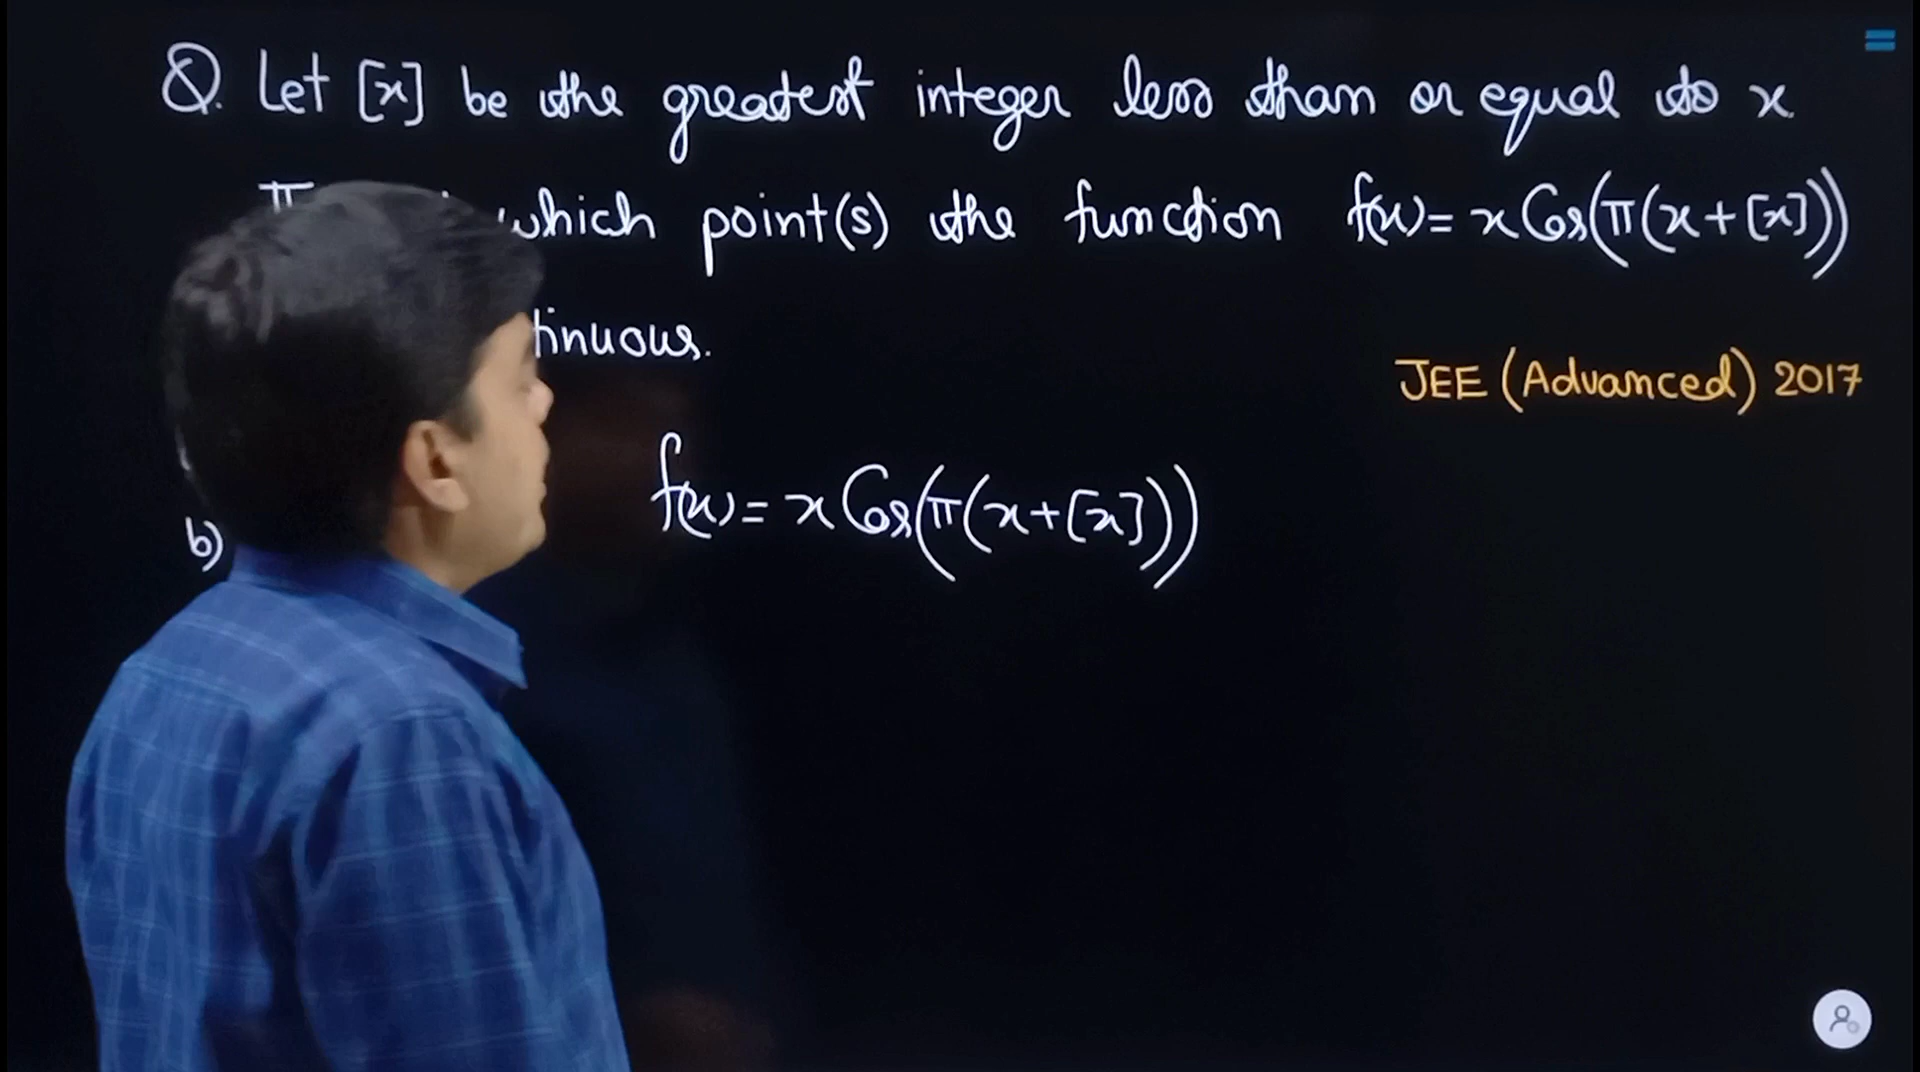 Q. Let [x] be the greatest integer less than or equal to x.
which point(s) the function f(x)= x Cos(π(x+[x]))
tinuous.
JEE (Advanced) 2017
f(x)= x Cos(π(x+[x]))
b)